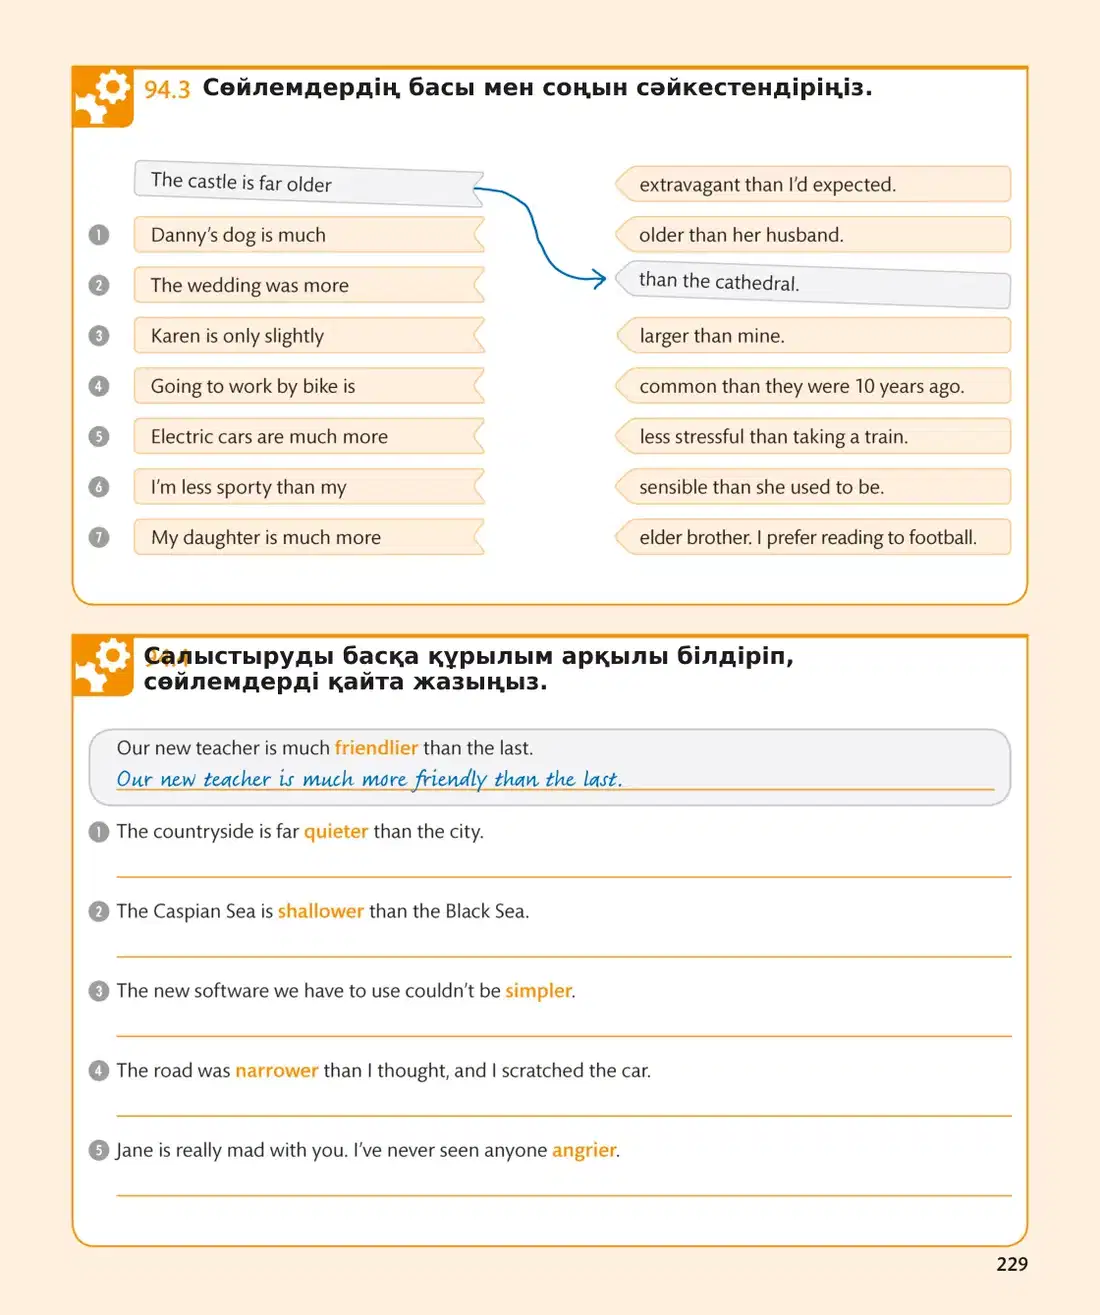 94.3 Сөйлемдердің басы мен соңын сәйкестендіріңіз.
The castle is far older
extravagant than I'd expected.
1 Danny's dog is much
older than her husband.
2 The wedding was more
than the cathedral.
3 Karen is only slightly
larger than mine.
4 Going to work by bike is
common than they were 10 years ago.
5 Electric cars are much more
less stressful than taking a train.
6 I'm less sporty than my
sensible than she used to be.
7 My daughter is much more
elder brother. I prefer reading to football.
Салыстыруды басқа құрылым арқылы білдіріп,
сөйлемдерді қайта жазыңыз.
Our new teacher is much friendlier than the last.
Our new teacher is much more friendly than the last.
1 The countryside is far quieter than the city.
2 The Caspian Sea is shallower than the Black Sea.
3 The new software we have to use couldn't be simpler.
4 The road was narrower than I thought, and I scratched the car.
5 Jane is really mad with you. I've never seen anyone angrier.
229